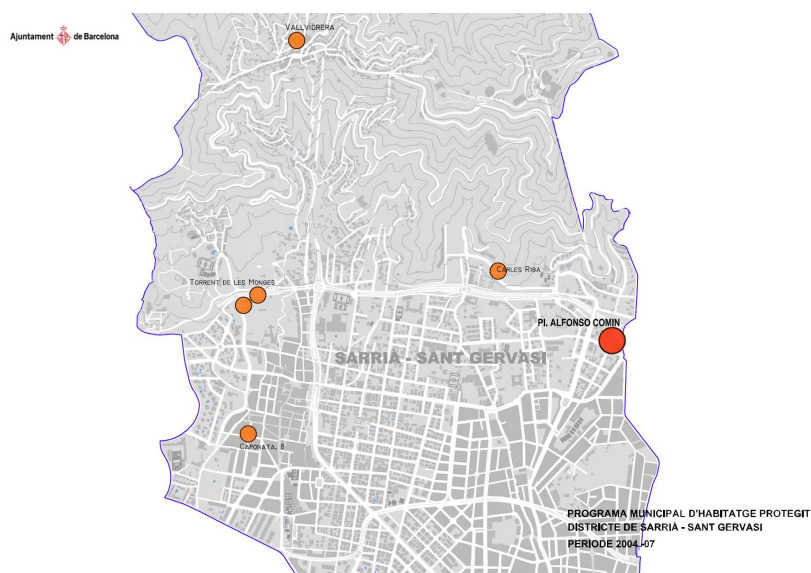 VALLVIDRERA
Ajuntament de Barcelona
CARLES RIBA
TORRENT DE LES MONGES
PL. ALFONSO COMIN
SARRIÀ - SANT GERVASI
CAPONATA, 8
PROGRAMA MUNICIPAL D'HABITATGE PROTEGIT
DISTRICTE DE SARRIÀ - SANT GERVASI
PERIODE 2004-07